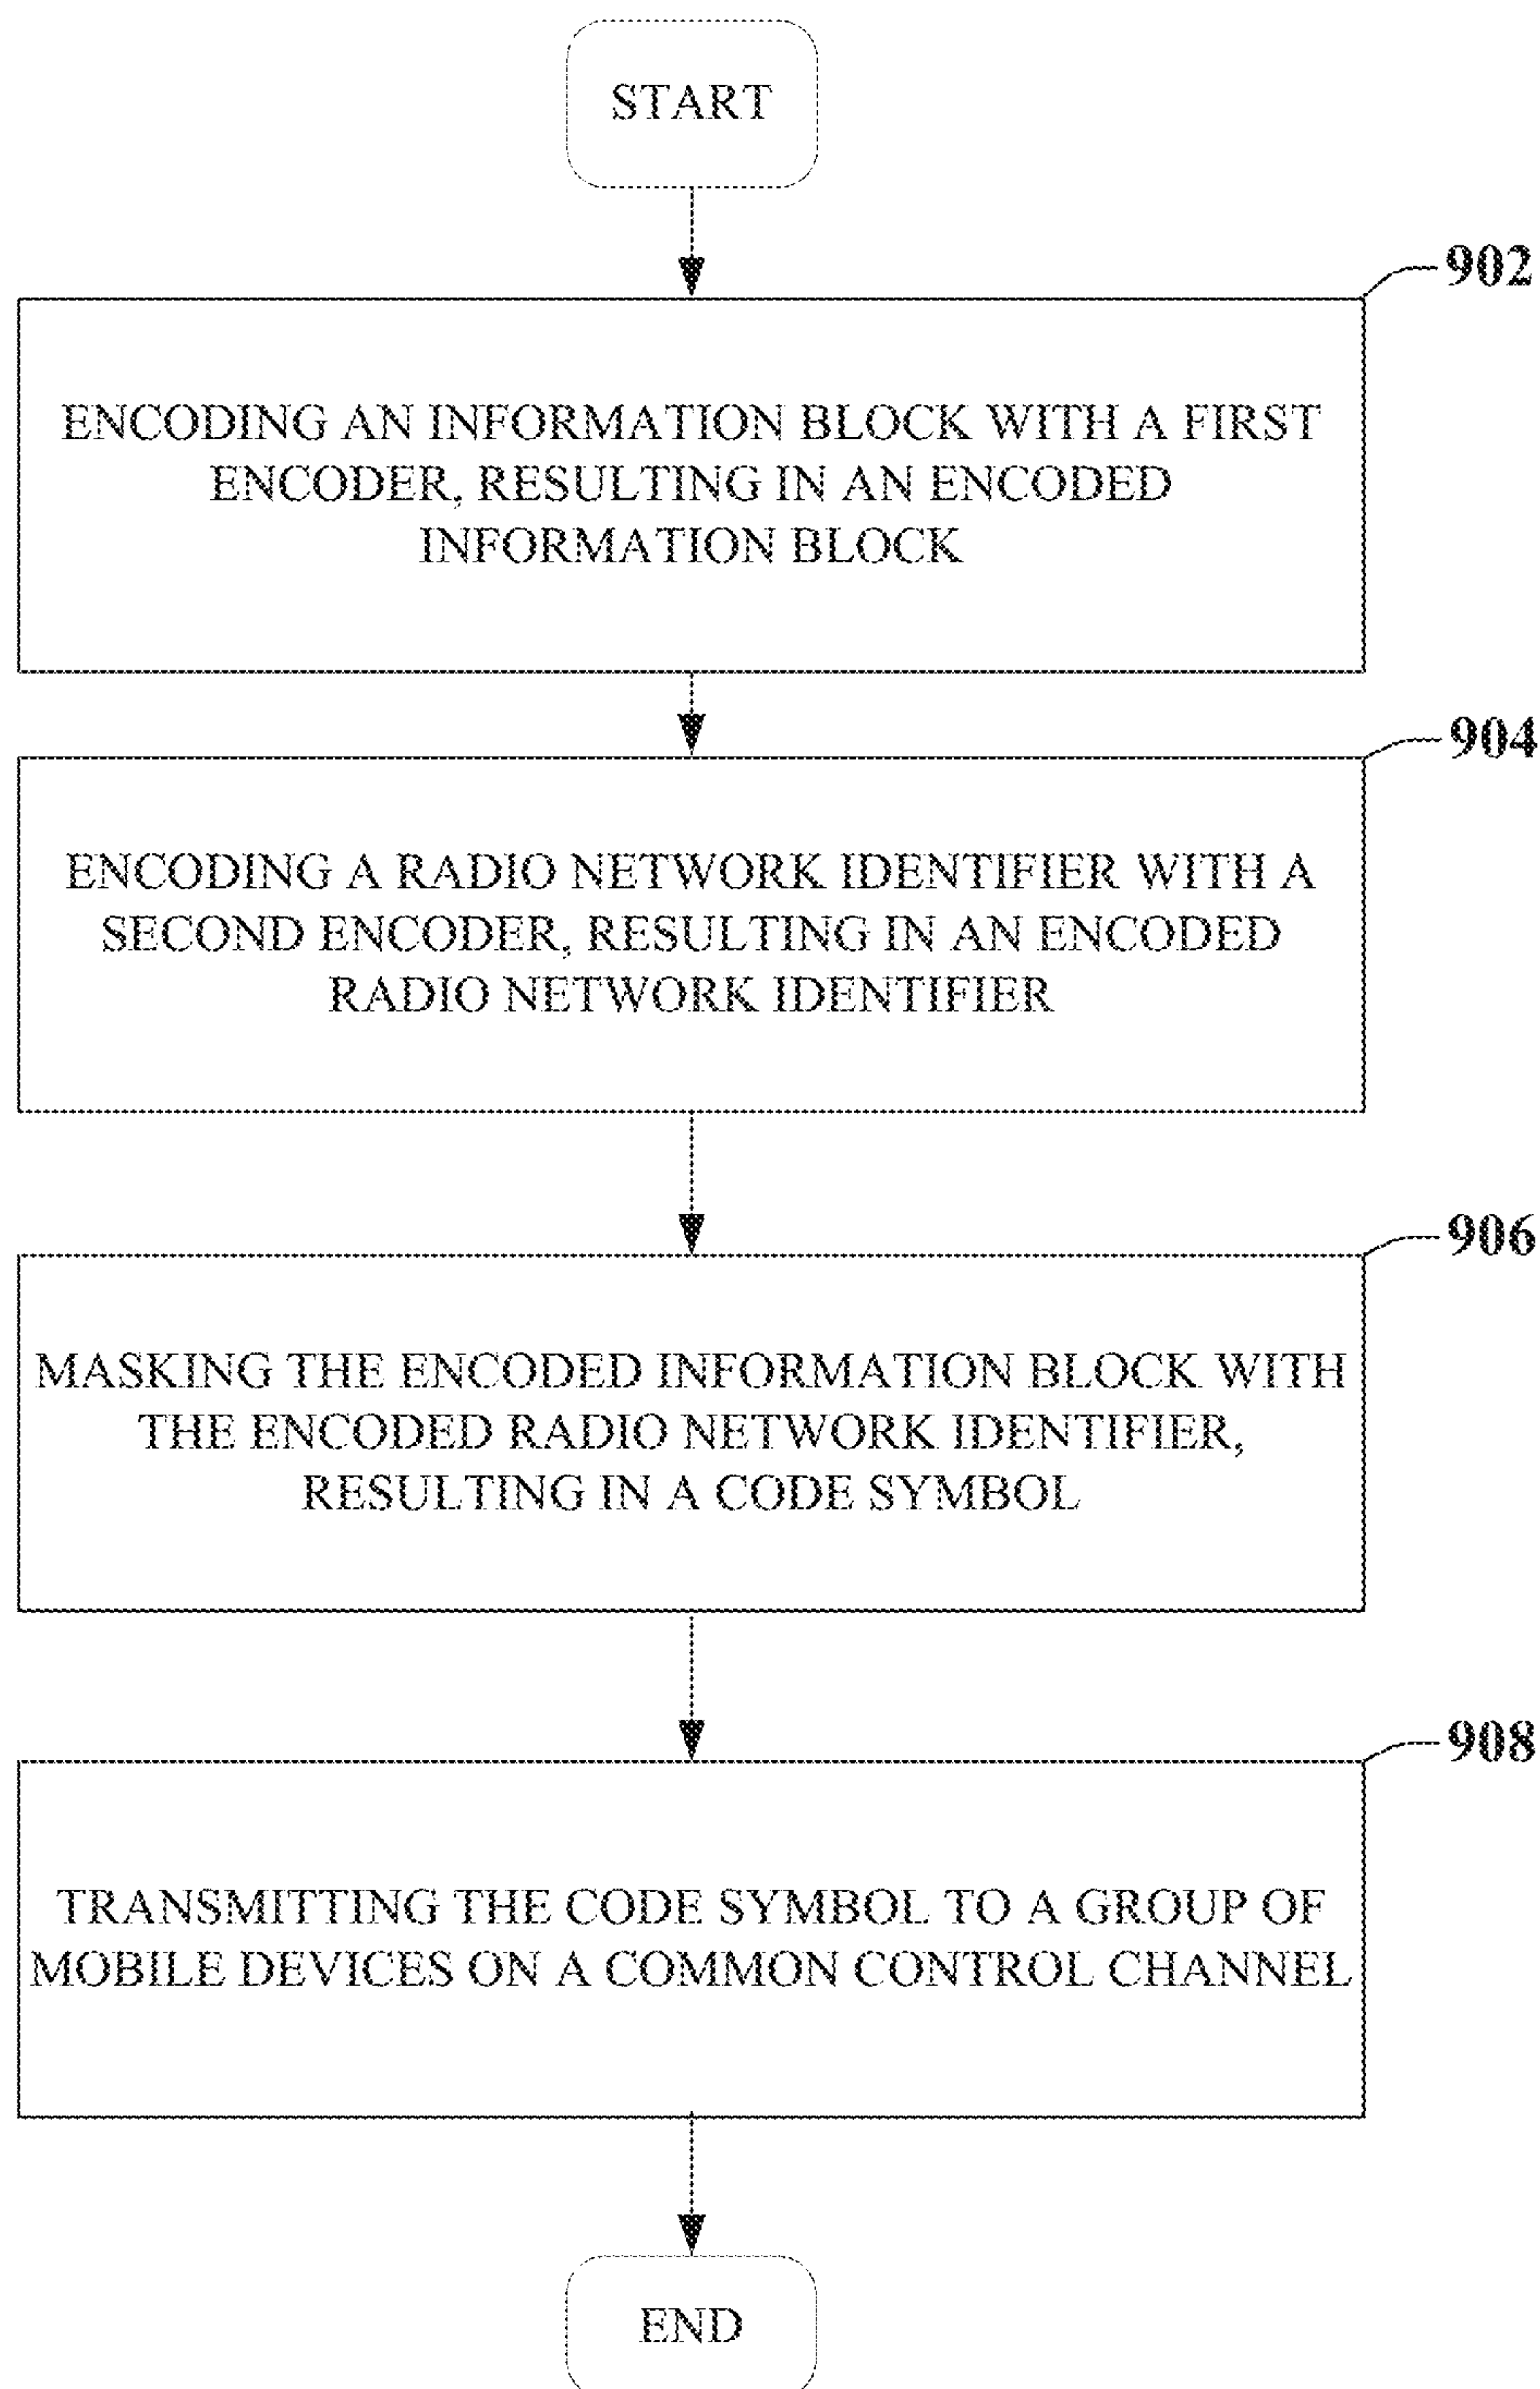 START
902
ENCODING AN INFORMATION BLOCK WITH A FIRST
ENCODER, RESULTING IN AN ENCODED
INFORMATION BLOCK
904
ENCODING A RADIO NETWORK IDENTIFIER WITH A
SECOND ENCODER, RESULTING IN AN ENCODED
RADIO NETWORK IDENTIFIER
906
MASKING THE ENCODED INFORMATION BLOCK WITH
THE ENCODED RADIO NETWORK IDENTIFIER,
RESULTING IN A CODE SYMBOL
908
TRANSMITTING THE CODE SYMBOL TO A GROUP OF
MOBILE DEVICES ON A COMMON CONTROL CHANNEL
END